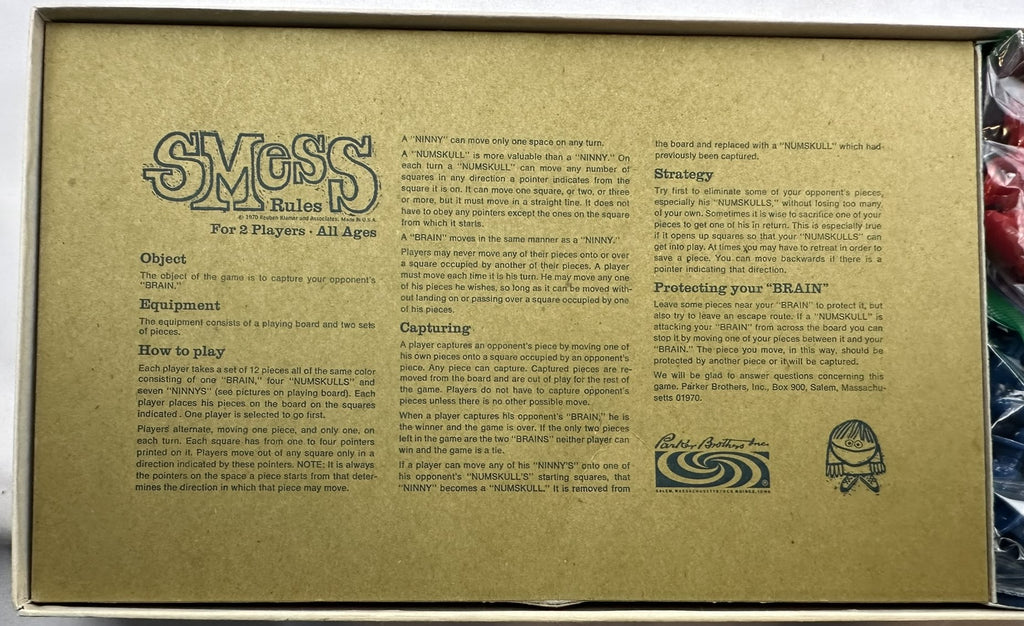 SMESS
Rules
© 1970 Reuben Klamer and Associates. Made in U.S.A.
For 2 Players · All Ages
Object
The object of the game is to capture your opponent's
"BRAIN."
Equipment
The equipment consists of a playing board and two sets
of pieces.
How to play
Each player takes a set of 12 pieces all of the same color
consisting of one "BRAIN," four "NUMSKULLS" and
seven "NINNYS" (see pictures on playing board). Each
player places his pieces on the board on the squares
indicated. One player is selected to go first.
Players alternate, moving one piece, and only one, on
each turn. Each square has from one to four pointers
printed on it. Players move out of any square only in a
direction indicated by these pointers. NOTE: It is always
the pointers on the space a piece starts from that deter-
mines the direction in which that piece may move.
A "NINNY" can move only one space on any turn.
A "NUMSKULL" is more valuable than a "NINNY." On
each turn a "NUMSKULL" can move any number of
squares in any direction a pointer indicates from the
square it is on. It can move one square, or two, or three
or more, but it must move in a straight line. It does not
have to obey any pointers except the ones on the square
from which it starts.
A "BRAIN" moves in the same manner as a "NINNY."
Players may never move any of their pieces onto or over
a square occupied by another of their pieces. A player
must move each time it is his turn. He may move any one
of his pieces he wishes, so long as it can be moved with-
out landing on or passing over a square occupied by one
of his pieces.
Capturing
A player captures an opponent's piece by moving one of
his own pieces onto a square occupied by an opponent's
piece. Any piece can capture. Captured pieces are re-
moved from the board and are out of play for the rest of
the game. Players do not have to capture opponent's
pieces unless there is no other possible move.
When a player captures his opponent's "BRAIN," he is
the winner and the game is over. If the only two pieces
left in the game are the two "BRAINS" neither player can
win and the game is a tie.
If a player can move any of his "NINNY'S" onto one of
his opponent's "NUMSKULL'S" starting squares, that
"NINNY" becomes a "NUMSKULL." It is removed from
the board and replaced with a "NUMSKULL" which had
previously been captured.
Strategy
Try first to eliminate some of your opponent's pieces,
especially his "NUMSKULLS," without losing too many
of your own. Sometimes it is wise to sacrifice one of your
pieces to get one of his in return. This is especially true
if it opens up squares so that your "NUMSKULLS" can
get into play. At times you may have to retreat in order to
save a piece. You can move backwards if there is a
pointer indicating that direction.
Protecting your "BRAIN"
Leave some pieces near your "BRAIN" to protect it, but
also try to leave an escape route. If a "NUMSKULL" is
attacking your "BRAIN" from across the board you can
stop it by moving one of your pieces between it and your
"BRAIN." The piece you move, in this way, should be
protected by another piece or it will be captured.
We will be glad to answer questions concerning this
game. Parker Brothers, Inc., Box 900, Salem, Massachu-
setts 01970.
Parker Brothers Inc.
SALEM, MASSACHUSETTS / DES MOINES, IOWA